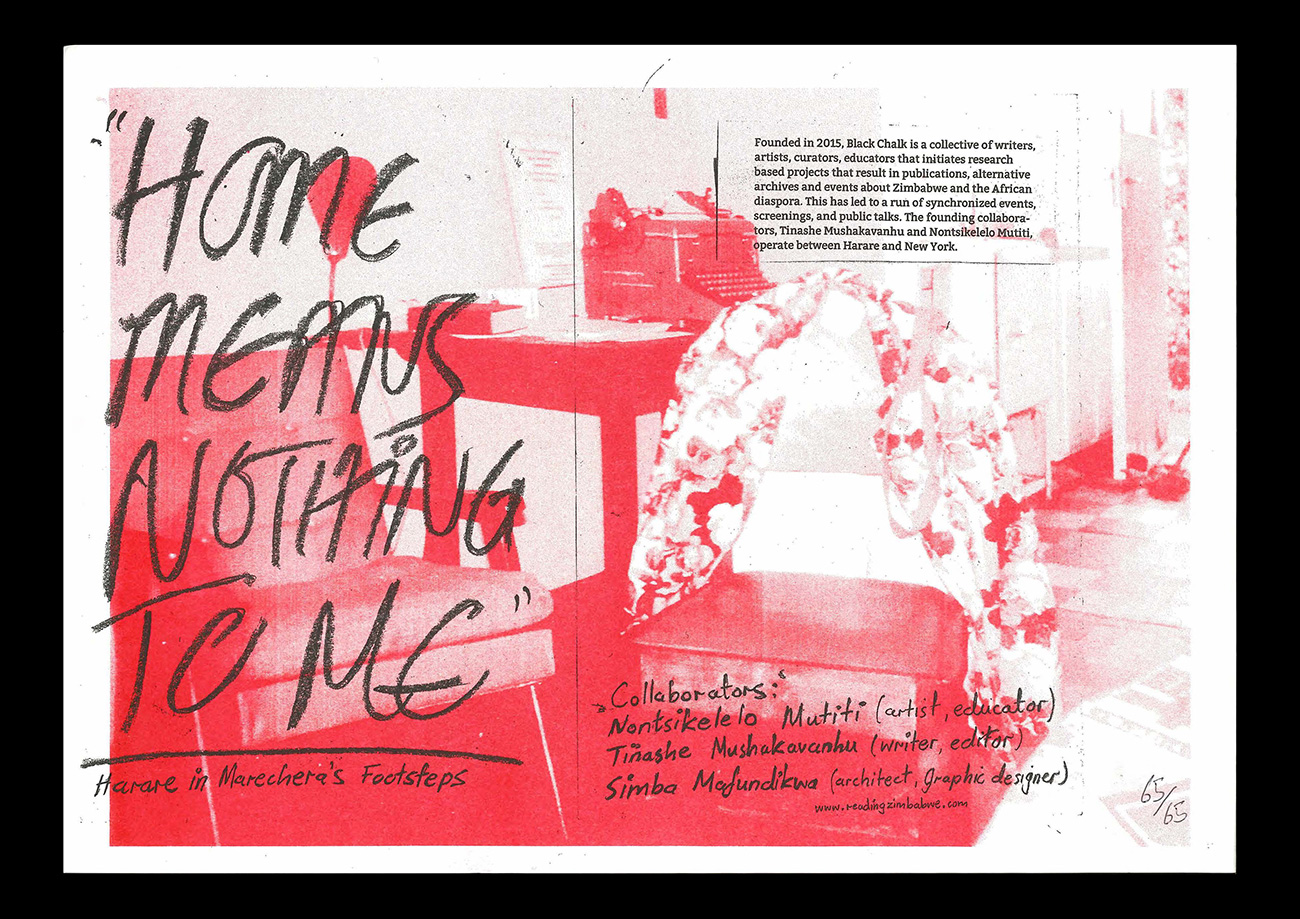 "HOME
MEANS
NOTHING
TO ME"
Harare in Marechera's Footsteps
Founded in 2015, Black Chalk is a collective of writers,
artists, curators, educators that initiates research
based projects that result in publications, alternative
archives and events about Zimbabwe and the African
diaspora. This has led to a run of synchronized events,
screenings, and public talks. The founding collabora-
tors, Tinashe Mushakavanhu and Nontsikelelo Mutiti,
operate between Harare and New York.
Collaborators:
Nontsikelelo Mutiti (artist, educator)
Tinashe Mushakavanhu (writer, editor)
Simba Mafundikwa (architect, graphic designer)
www.readingzimbabwe.com
65/65